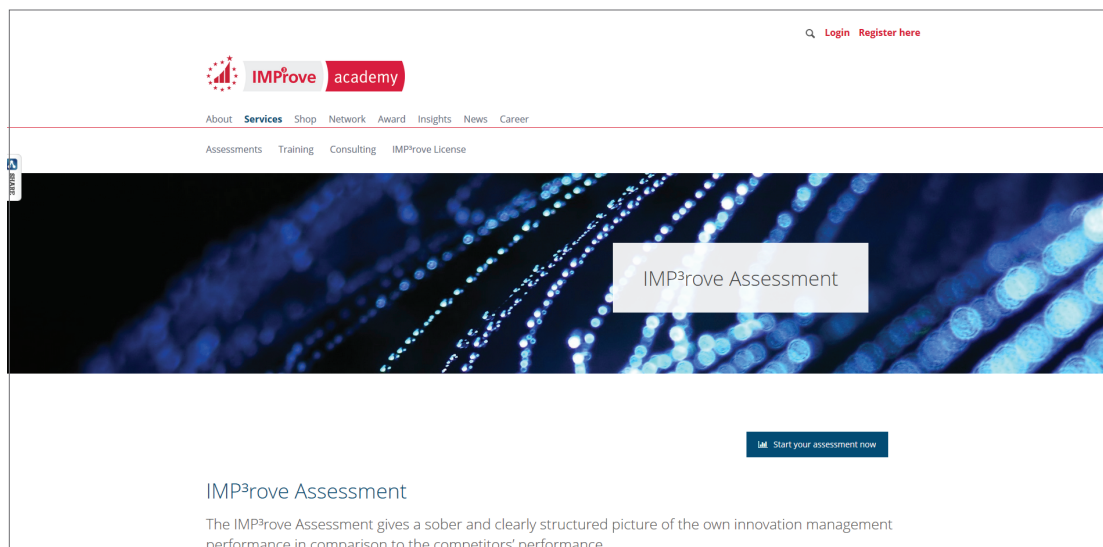 Login Register here
IMP³rove academy
About Services Shop Network Award Insights News Career
Assessments Training Consulting IMP³rove License
SHARE
IMP³rove Assessment
Start your assessment now
IMP³rove Assessment
The IMP³rove Assessment gives a sober and clearly structured picture of the own innovation management
performance in comparison to the competitors' performance